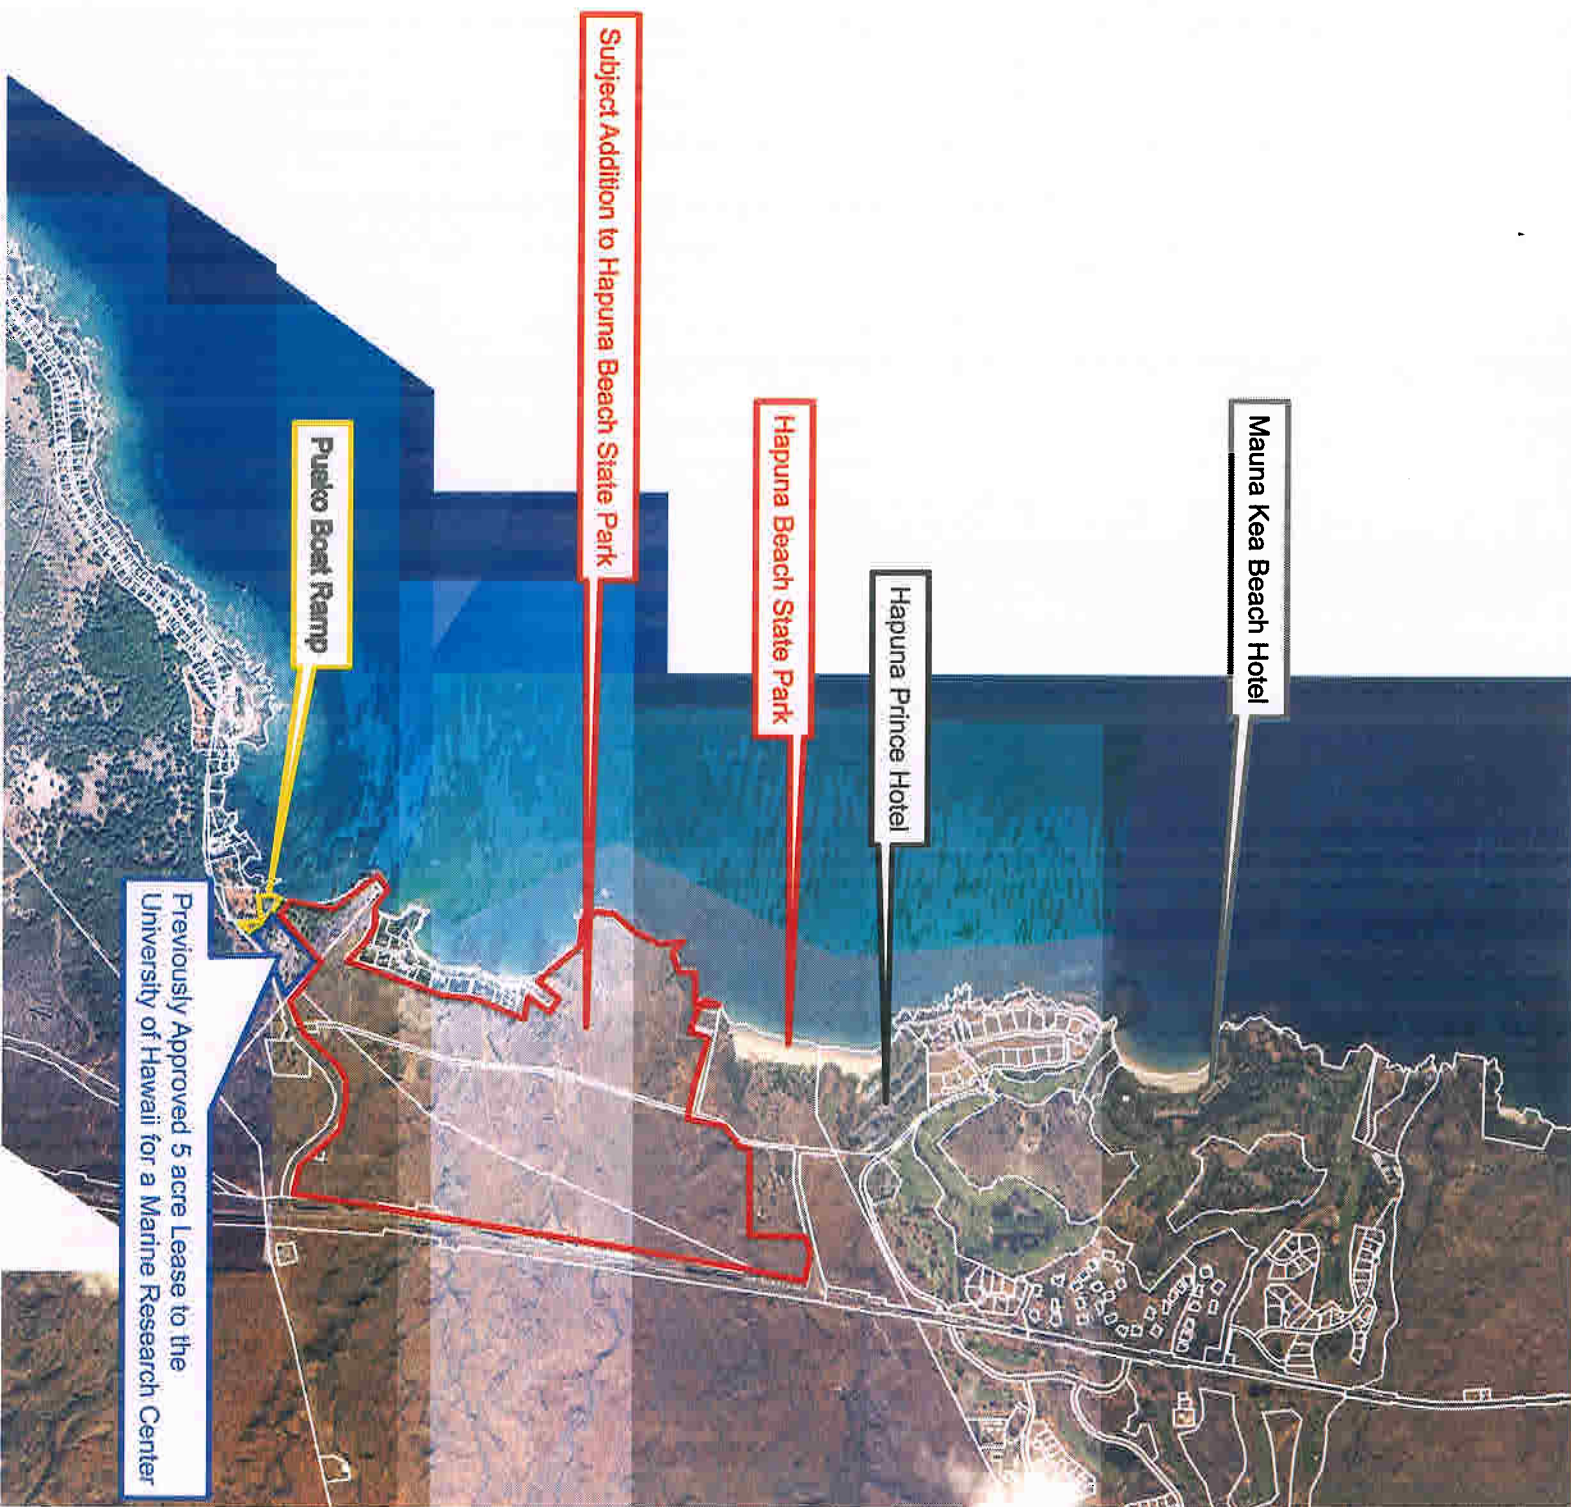 Mauna Kea Beach Hotel
Hapuna Prince Hotel
Hapuna Beach State Park
Subject Addition to Hapuna Beach State Park
Puako Boat Ramp
Previously Approved 5 acre Lease to the
University of Hawaii for a Marine Research Center